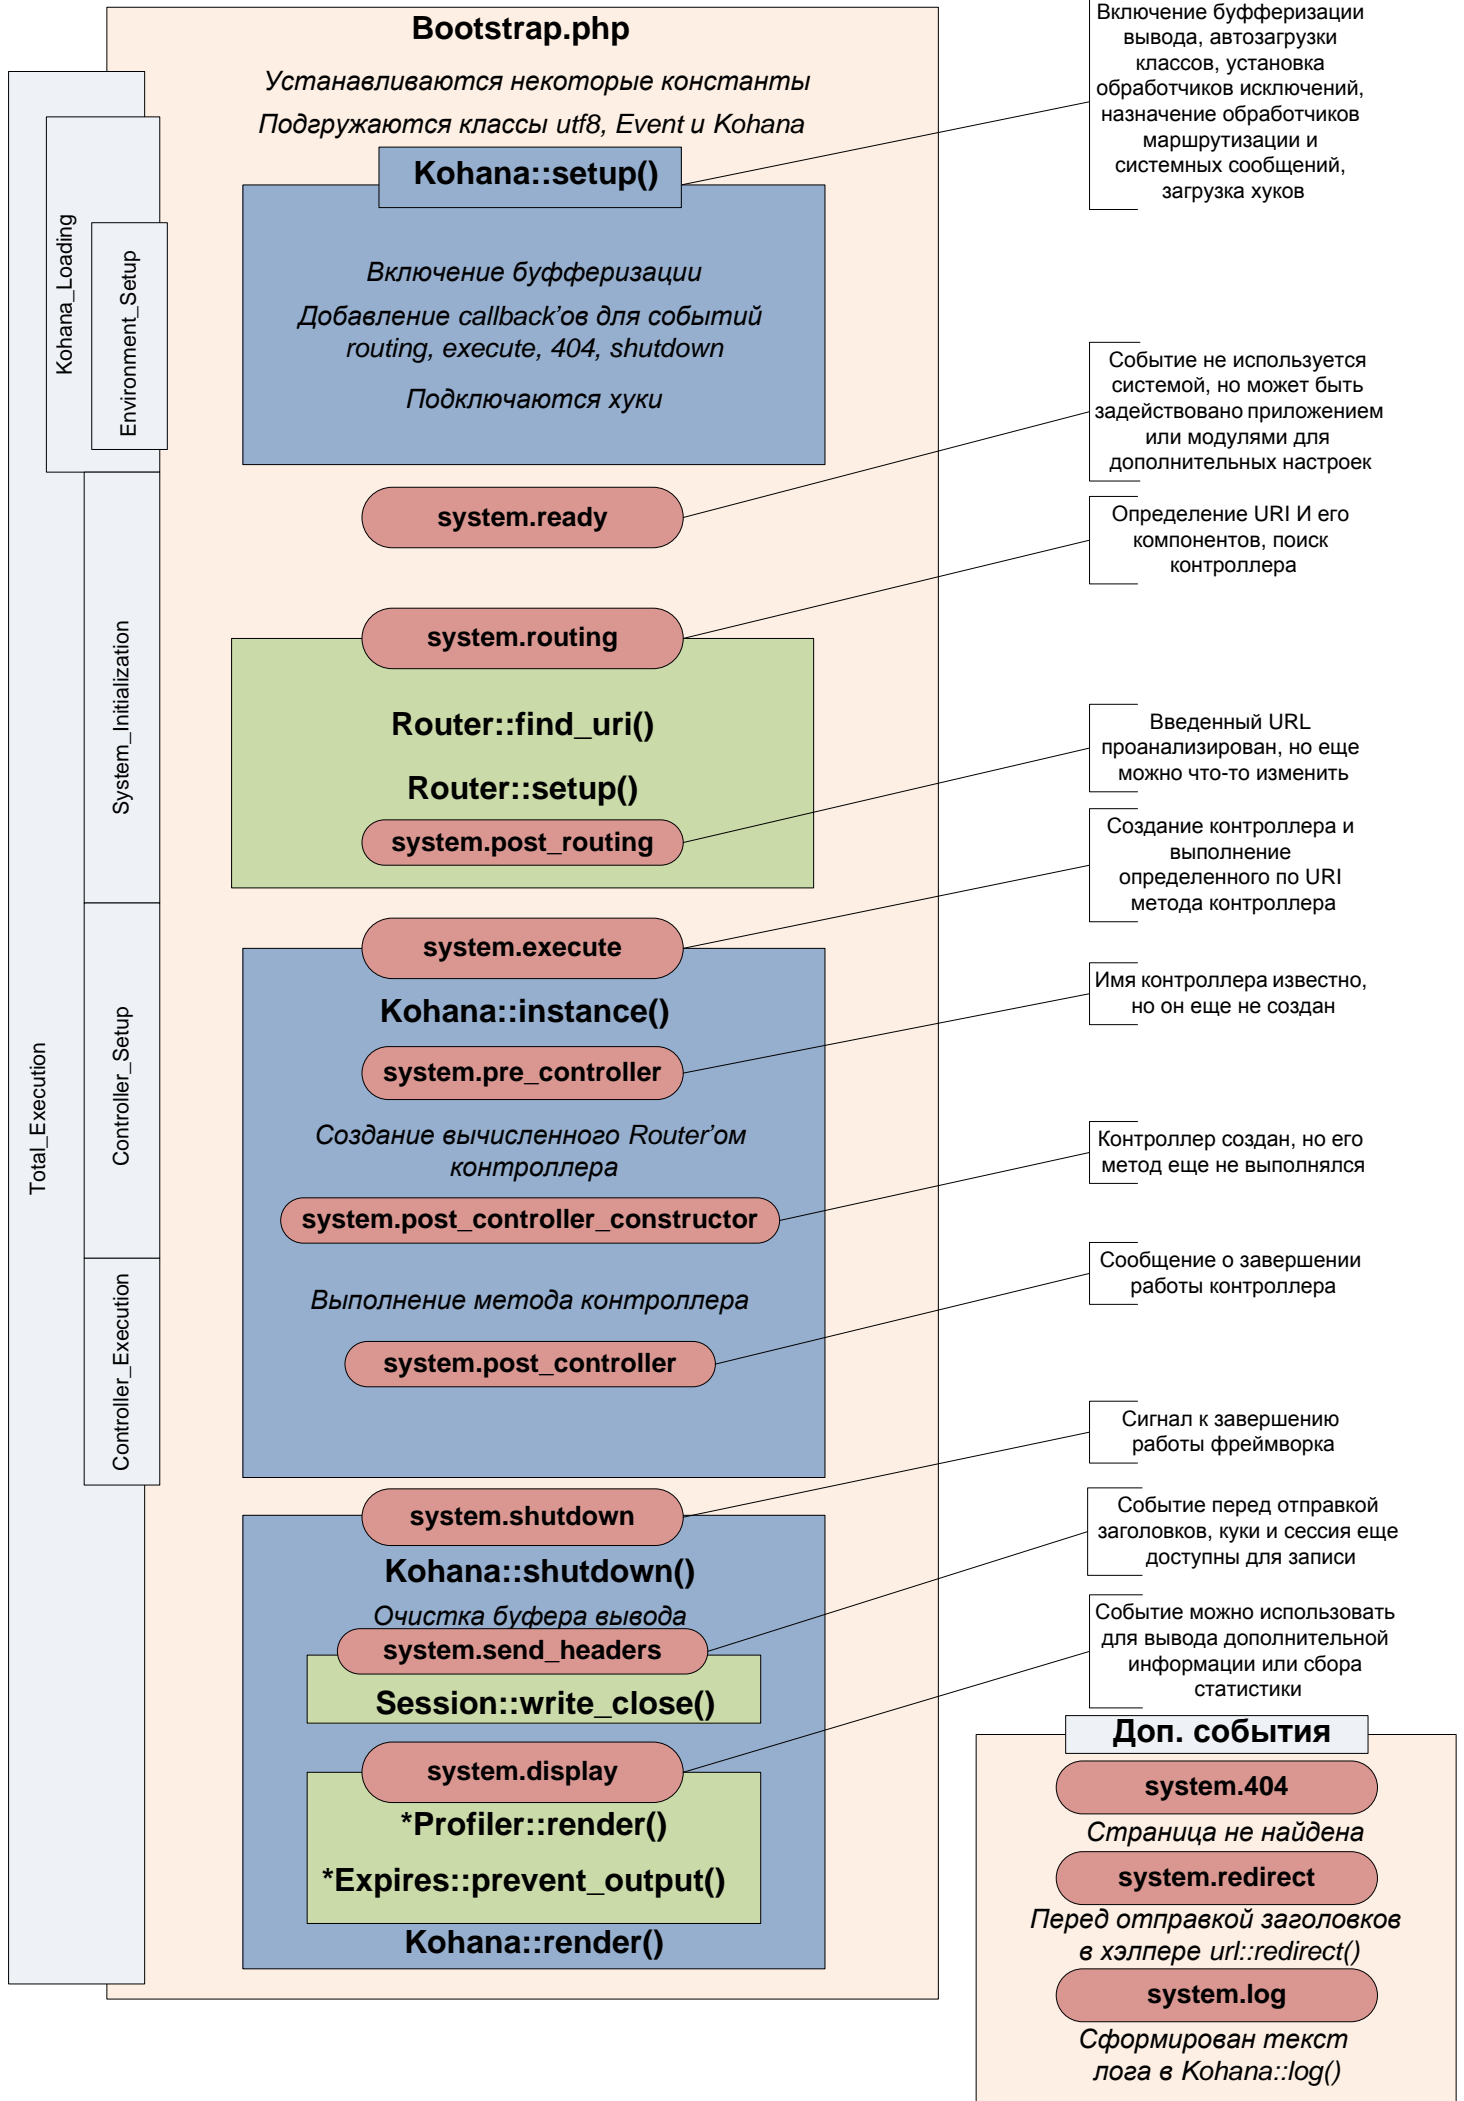 Bootstrap.php
Устанавливаются некоторые константы
Подгружаются классы utf8, Event и Kohana
Kohana::setup()
Включение буфферизации
Добавление callback’ов для событий
routing, execute, 404, shutdown
Подключаются хуки
system.ready
system.routing
Router::find_uri()
Router::setup()
system.post_routing
system.execute
Kohana::instance()
system.pre_controller
Создание вычисленного Router’ом
контроллера
system.post_controller_constructor
Выполнение метода контроллера
system.post_controller
system.shutdown
Kohana::shutdown()
Очистка буфера вывода
system.send_headers
Session::write_close()
system.display
*Profiler::render()
*Expires::prevent_output()
Kohana::render()
Total_Execution
Kohana_Loading
Environment_Setup
System_Initialization
Controller_Setup
Controller_Execution
Включение буфферизации
вывода, автозагрузки
классов, установка
обработчиков исключений,
назначение обработчиков
маршрутизации и
системных сообщений,
загрузка хуков
Событие не используется
системой, но может быть
задействовано приложением
или модулями для
дополнительных настроек
Определение URI И его
компонентов, поиск
контроллера
Введенный URL
проанализирован, но еще
можно что-то изменить
Создание контроллера и
выполнение
определенного по URI
метода контроллера
Имя контроллера известно,
но он еще не создан
Контроллер создан, но его
метод еще не выполнялся
Сообщение о завершении
работы контроллера
Сигнал к завершению
работы фреймворка
Событие перед отправкой
заголовков, куки и сессия еще
доступны для записи
Событие можно использовать
для вывода дополнительной
информации или сбора
статистики
Доп. события
system.404
Страница не найдена
system.redirect
Перед отправкой заголовков
в хэлпере url::redirect()
system.log
Сформирован текст
лога в Kohana::log()